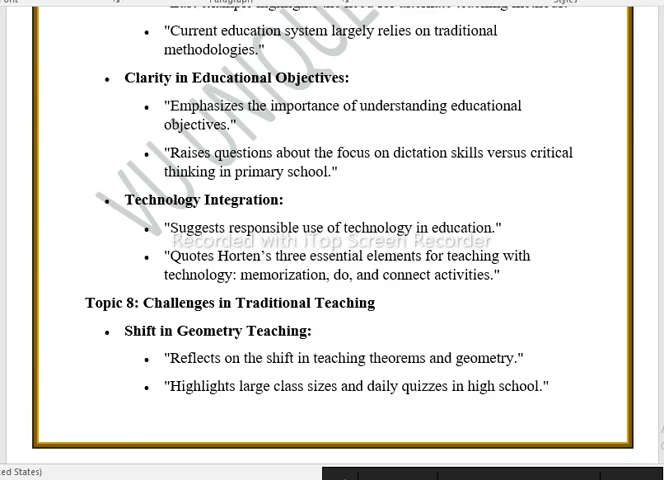 Paragraph
Styles
"Current education system largely relies on traditional
methodologies."
• Clarity in Educational Objectives:
• "Emphasizes the importance of understanding educational
objectives."
• "Raises questions about the focus on dictation skills versus critical
thinking in primary school."
• Technology Integration:
• "Suggests responsible use of technology in education."
Recorded with iTop Screen Recorder
• "Quotes Horten's three essential elements for teaching with
technology: memorization, do, and connect activities."
Topic 8: Challenges in Traditional Teaching
• Shift in Geometry Teaching:
• "Reflects on the shift in teaching theorems and geometry."
• "Highlights large class sizes and daily quizzes in high school."
VU UNIQUE
ed States)